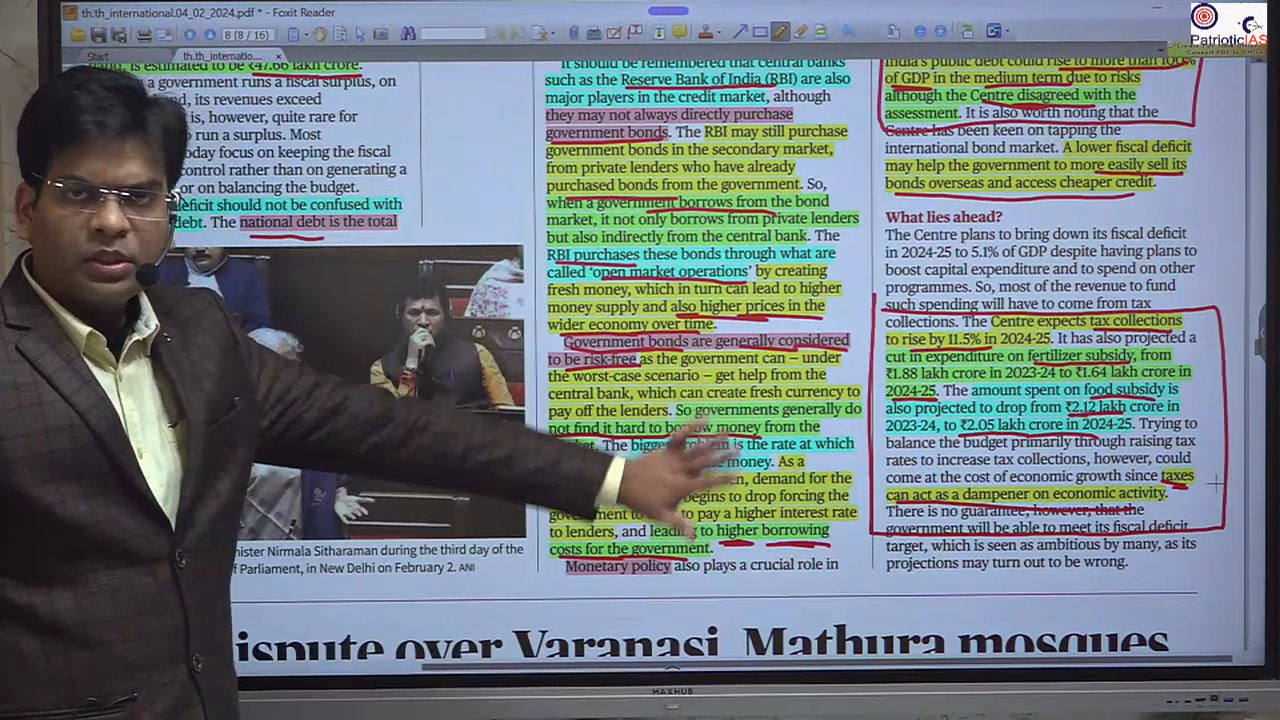 th.th_international.04_02_2024.pdf * - Foxit Reader
8 (8 / 16)
PatrioticIAS
Start
th.th_internatio...
is estimated to be ₹47.66 lakh crore.
a government runs a fiscal surplus, on
its revenues exceed
is, however, quite rare for
run a surplus. Most
focus on keeping the fiscal
control rather than on generating a
or on balancing the budget.
deficit should not be confused with
debt. The national debt is the total
Nirmala Sitharaman during the third day of the
Parliament, in New Delhi on February 2. ANI
It should be remembered that central banks
such as the Reserve Bank of India (RBI) are also
major players in the credit market, although
they may not always directly purchase
government bonds. The RBI may still purchase
government bonds in the secondary market,
from private lenders who have already
purchased bonds from the government. So,
when a government borrows from the bond
market, it not only borrows from private lenders
but also indirectly from the central bank. The
RBI purchases these bonds through what are
called ‘open market operations’ by creating
fresh money, which in turn can lead to higher
money supply and also higher prices in the
wider economy over time.
Government bonds are generally considered
to be risk-free as the government can – under
the worst-case scenario – get help from the
central bank, which can create fresh currency to
pay off the lenders. So governments generally do
not find it hard to borrow money from the
The biggest problem is the rate at which
money. As a
demand for the
begins to drop forcing the
to pay a higher interest rate
to lenders, and leading to higher borrowing
costs for the government.
Monetary policy also plays a crucial role in
India’s public debt could rise to more than 100%
of GDP in the medium term due to risks
although the Centre disagreed with the
assessment. It is also worth noting that the
Centre has been keen on tapping the
international bond market. A lower fiscal deficit
may help the government to more easily sell its
bonds overseas and access cheaper credit.
What lies ahead?
The Centre plans to bring down its fiscal deficit
in 2024-25 to 5.1% of GDP despite having plans to
boost capital expenditure and to spend on other
programmes. So, most of the revenue to fund
such spending will have to come from tax
collections. The Centre expects tax collections
to rise by 11.5% in 2024-25. It has also projected a
cut in expenditure on fertilizer subsidy, from
₹1.88 lakh crore in 2023-24 to ₹1.64 lakh crore in
2024-25. The amount spent on food subsidy is
also projected to drop from ₹2.12 lakh crore in
2023-24, to ₹2.05 lakh crore in 2024-25. Trying to
balance the budget primarily through raising tax
rates to increase tax collections, however, could
come at the cost of economic growth since taxes
can act as a dampener on economic activity.
There is no guarantee, however, that the
government will be able to meet its fiscal deficit
target, which is seen as ambitious by many, as its
projections may turn out to be wrong.
ispute over Varanasi, Mathura mosques
MAXHUB